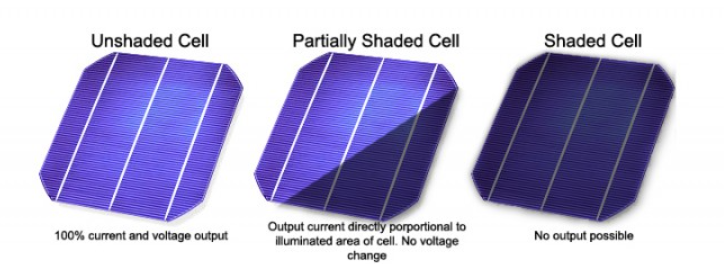 Unshaded Cell
Partially Shaded Cell
Shaded Cell
100% current and voltage output
Output current directly porportional to
illuminated area of cell. No voltage
change
No output possible